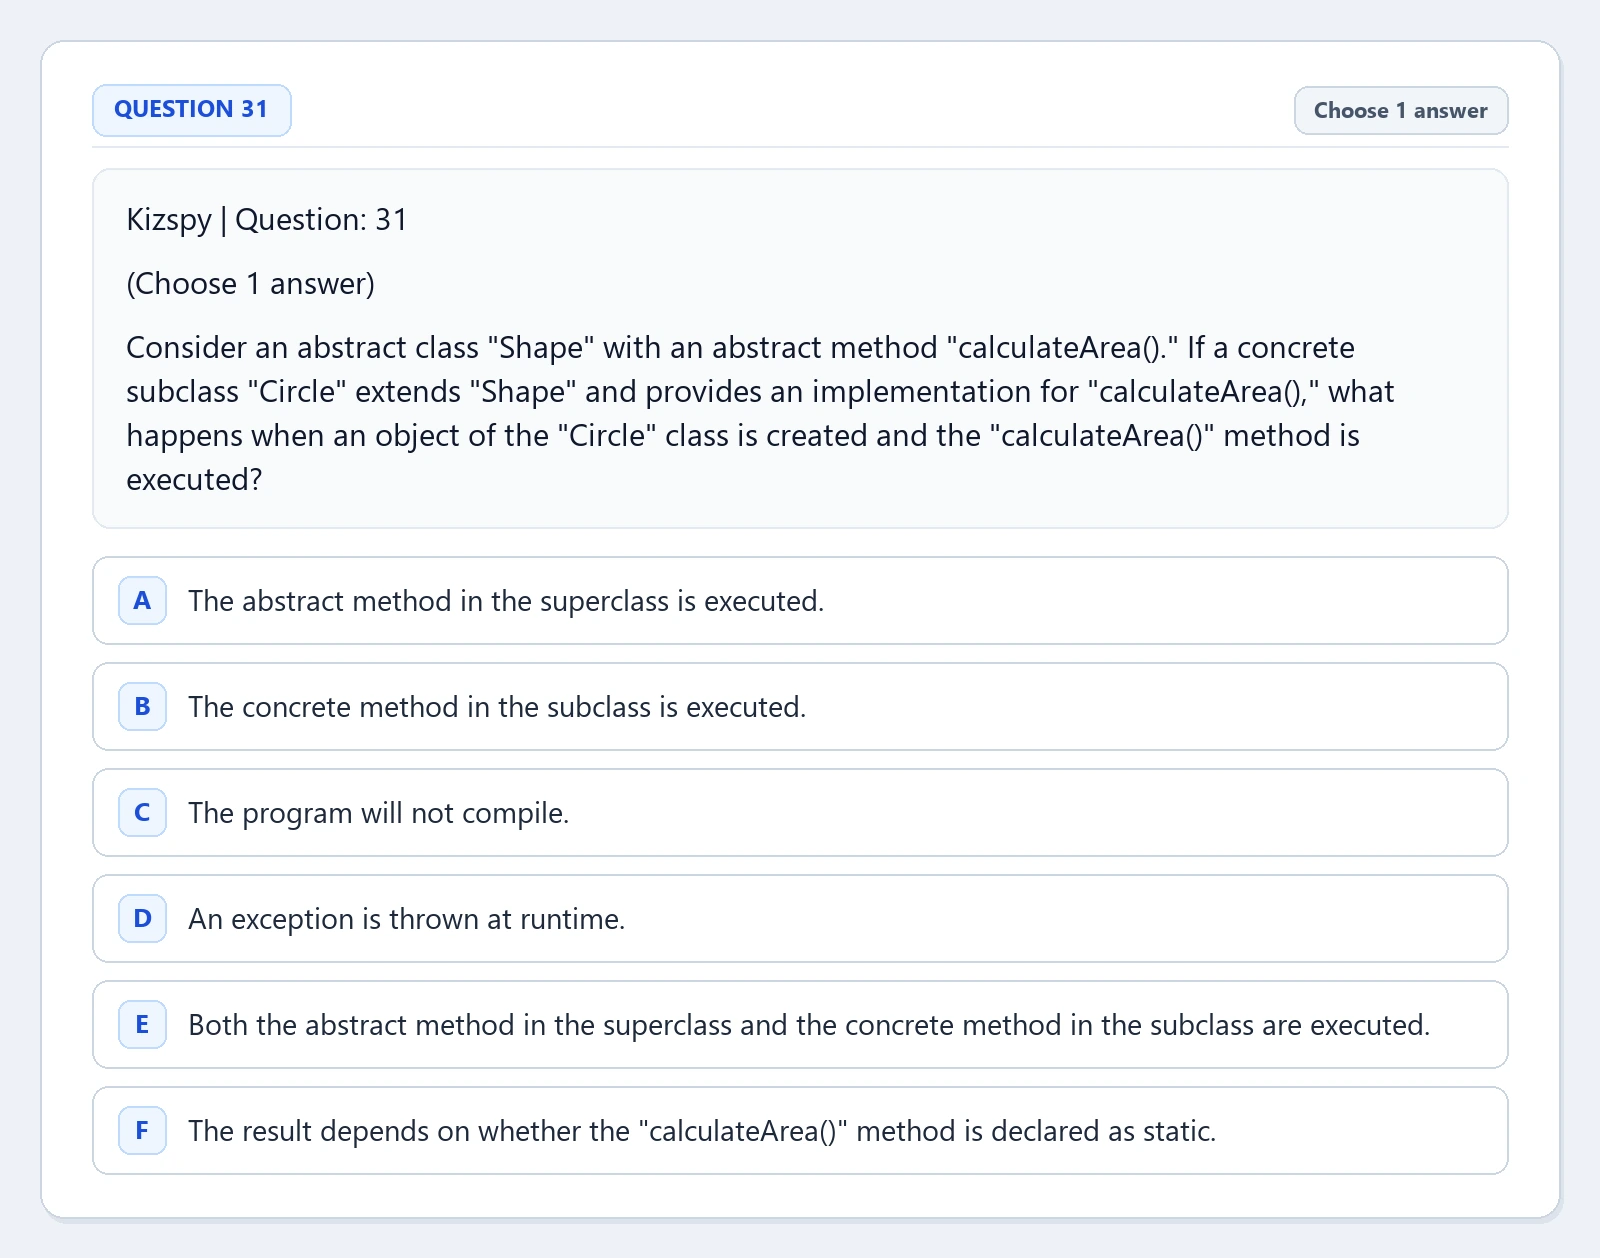 QUESTION 31
Choose 1 answer
Kizspy | Question: 31
(Choose 1 answer)
Consider an abstract class "Shape" with an abstract method "calculateArea()." If a concrete
subclass "Circle" extends "Shape" and provides an implementation for "calculateArea()," what
happens when an object of the "Circle" class is created and the "calculateArea()" method is
executed?
A The abstract method in the superclass is executed.
B The concrete method in the subclass is executed.
C The program will not compile.
D An exception is thrown at runtime.
E Both the abstract method in the superclass and the concrete method in the subclass are executed.
F The result depends on whether the "calculateArea()" method is declared as static.